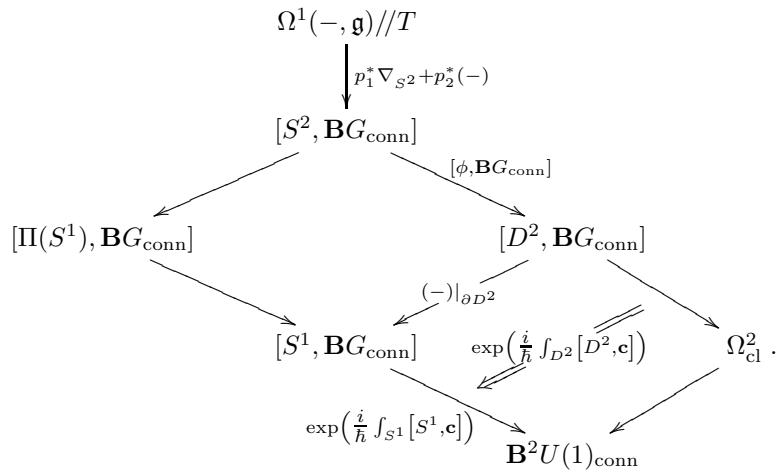 Ω¹(−, 𝔤)//T
p₁*∇_{S²}+p₂*(−)
[S², 𝐁G_conn]
[ϕ,𝐁G_conn]
[Π(S¹), 𝐁G_conn] [D², 𝐁G_conn]
(−)|_{∂D²}
[S¹, 𝐁G_conn] exp(i/ℏ ∫_{D²}[D²,𝐜]) Ω²_cl .
exp(i/ℏ ∫_{S¹}[S¹,𝐜])
𝐁²U(1)_conn